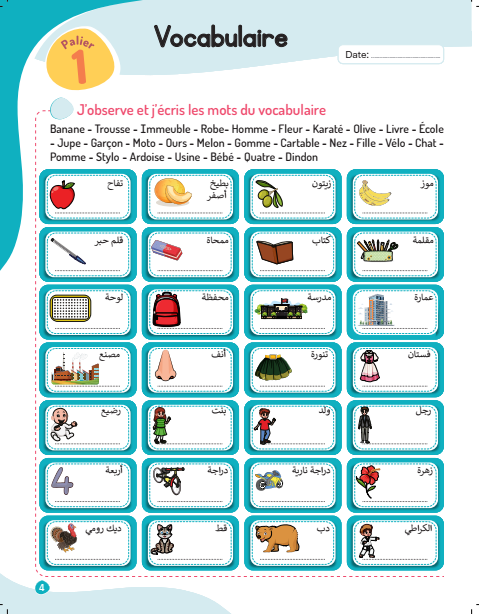 Palier
1
Vocabulaire
Date:
J'observe et j'écris les mots du vocabulaire
Banane - Trousse - Immeuble - Robe- Homme - Fleur - Karaté - Olive - Livre - École
- Jupe - Garçon - Moto - Ours - Melon - Gomme - Cartable - Nez - Fille - Vélo - Chat -
Pomme - Stylo - Ardoise - Usine - Bébé - Quatre - Dindon
تفاح
بطيخ
أصفر
زيتون
موز
قلم حبر
ممحاة
كتاب
مقلمة
لوحة
محفظة
مدرسة
عمارة
مصنع
أنف
تنورة
فستان
رضيع
بنت
ولد
رجل
4
أربعة
دراجة
دراجة نارية
زهرة
ديك رومي
قط
دب
الكراطي
4